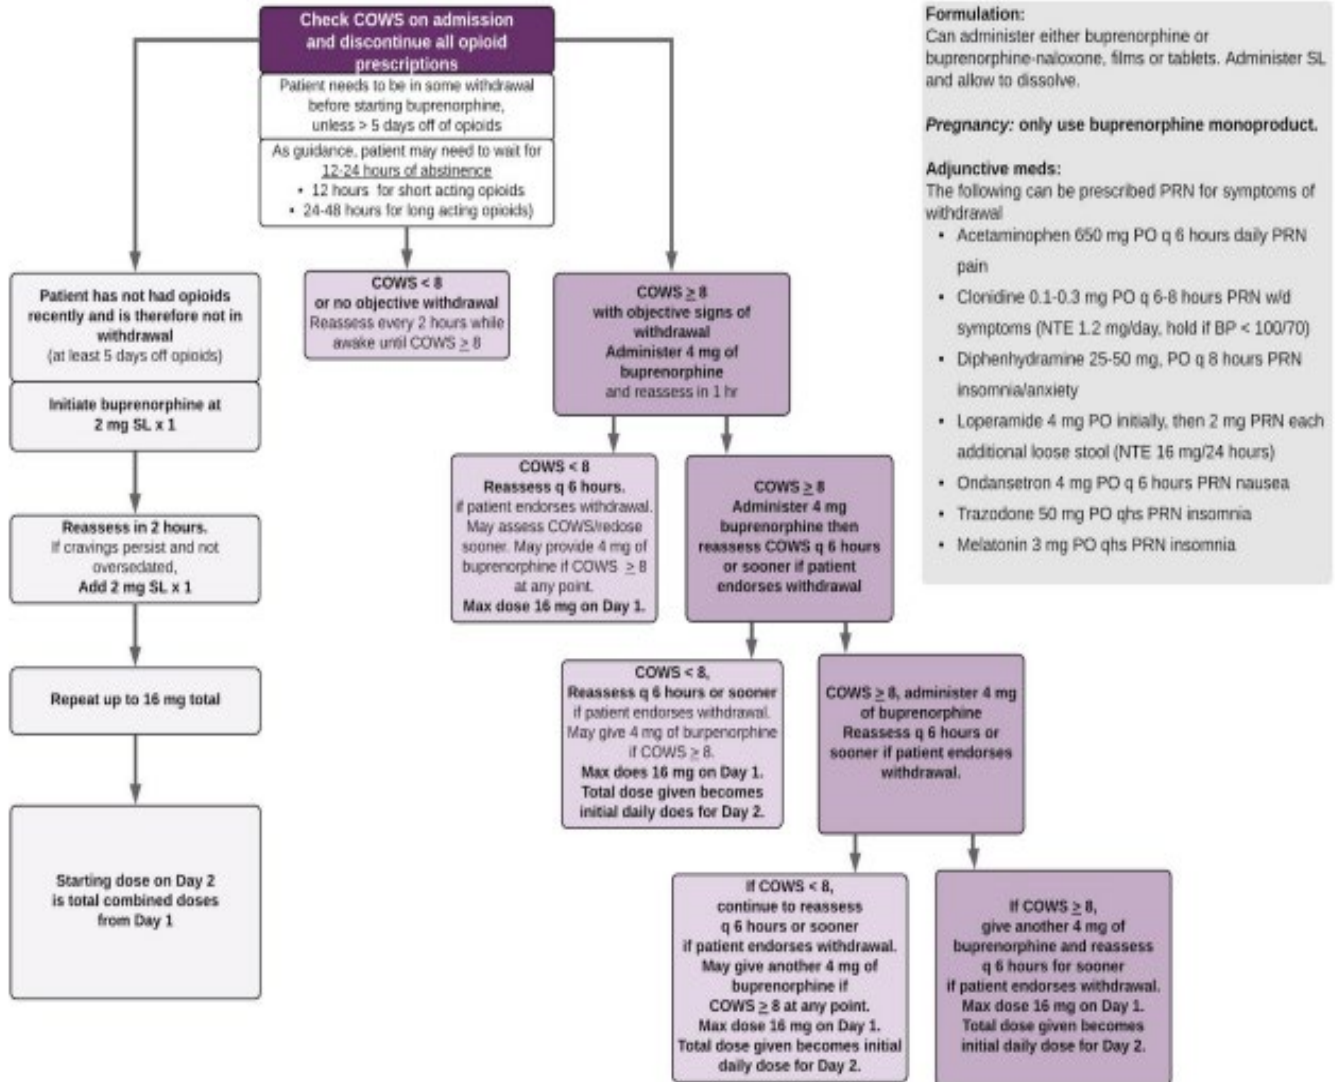 Check COWS on admission
and discontinue all opioid
prescriptions
Patient needs to be in some withdrawal
before starting buprenorphine,
unless > 5 days off of opioids
As guidance, patient may need to wait for
12-24 hours of abstinence
• 12 hours for short acting opioids
• 24-48 hours for long acting opioids)
Patient has not had opioids
recently and is therefore not in
withdrawal
(at least 5 days off opioids)
Initiate buprenorphine at
2 mg SL x 1
Reassess in 2 hours.
If cravings persist and not
oversedated,
Add 2 mg SL x 1
Repeat up to 16 mg total
Starting dose on Day 2
is total combined doses
from Day 1
COWS < 8
or no objective withdrawal
Reassess every 2 hours while
awake until COWS ≥ 8
COWS ≥ 8
with objective signs of
withdrawal
Administer 4 mg of
buprenorphine
and reassess in 1 hr
COWS < 8
Reassess q 6 hours.
if patient endorses withdrawal.
May assess COWS/redose
sooner. May provide 4 mg of
buprenorphine if COWS ≥ 8
at any point.
Max dose 16 mg on Day 1.
COWS ≥ 8
Administer 4 mg
buprenorphine then
reassess COWS q 6 hours
or sooner if patient
endorses withdrawal
COWS < 8,
Reassess q 6 hours or sooner
if patient endorses withdrawal.
May give 4 mg of burpenorphine
if COWS ≥ 8.
Max does 16 mg on Day 1.
Total dose given becomes
initial daily does for Day 2.
COWS ≥ 8, administer 4 mg
of buprenorphine
Reassess q 6 hours or
sooner if patient endorses
withdrawal.
If COWS < 8,
continue to reassess
q 6 hours or sooner
if patient endorses withdrawal.
May give another 4 mg of
buprenorphine if
COWS ≥ 8 at any point.
Max dose 16 mg on Day 1.
Total dose given becomes initial
daily dose for Day 2.
If COWS ≥ 8,
give another 4 mg of
buprenorphine and reassess
q 6 hours for sooner
if patient endorses withdrawal.
Max dose 16 mg on Day 1.
Total dose given becomes
initial daily dose for Day 2.
Formulation:
Can administer either buprenorphine or
buprenorphine-naloxone, films or tablets. Administer SL
and allow to dissolve.
Pregnancy: only use buprenorphine monoproduct.
Adjunctive meds:
The following can be prescribed PRN for symptoms of
withdrawal
• Acetaminophen 650 mg PO q 6 hours daily PRN
pain
• Clonidine 0.1-0.3 mg PO q 6-8 hours PRN w/d
symptoms (NTE 1.2 mg/day, hold if BP < 100/70)
• Diphenhydramine 25-50 mg, PO q 8 hours PRN
insomnia/anxiety
• Loperamide 4 mg PO initially, then 2 mg PRN each
additional loose stool (NTE 16 mg/24 hours)
• Ondansetron 4 mg PO q 6 hours PRN nausea
• Trazodone 50 mg PO qhs PRN insomnia
• Melatonin 3 mg PO qhs PRN insomnia